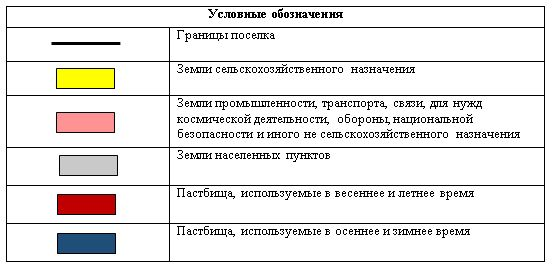 Условные обозначения
Границы поселка
Земли сельскохозяйственного назначения
Земли промышленности, транспорта, связи, для нужд
космической деятельности, обороны, национальной
безопасности и иного не сельскохозяйственного назначения
Земли населенных пунктов
Пастбища, используемые в весеннее и летнее время
Пастбища, используемые в осеннее и зимнее время